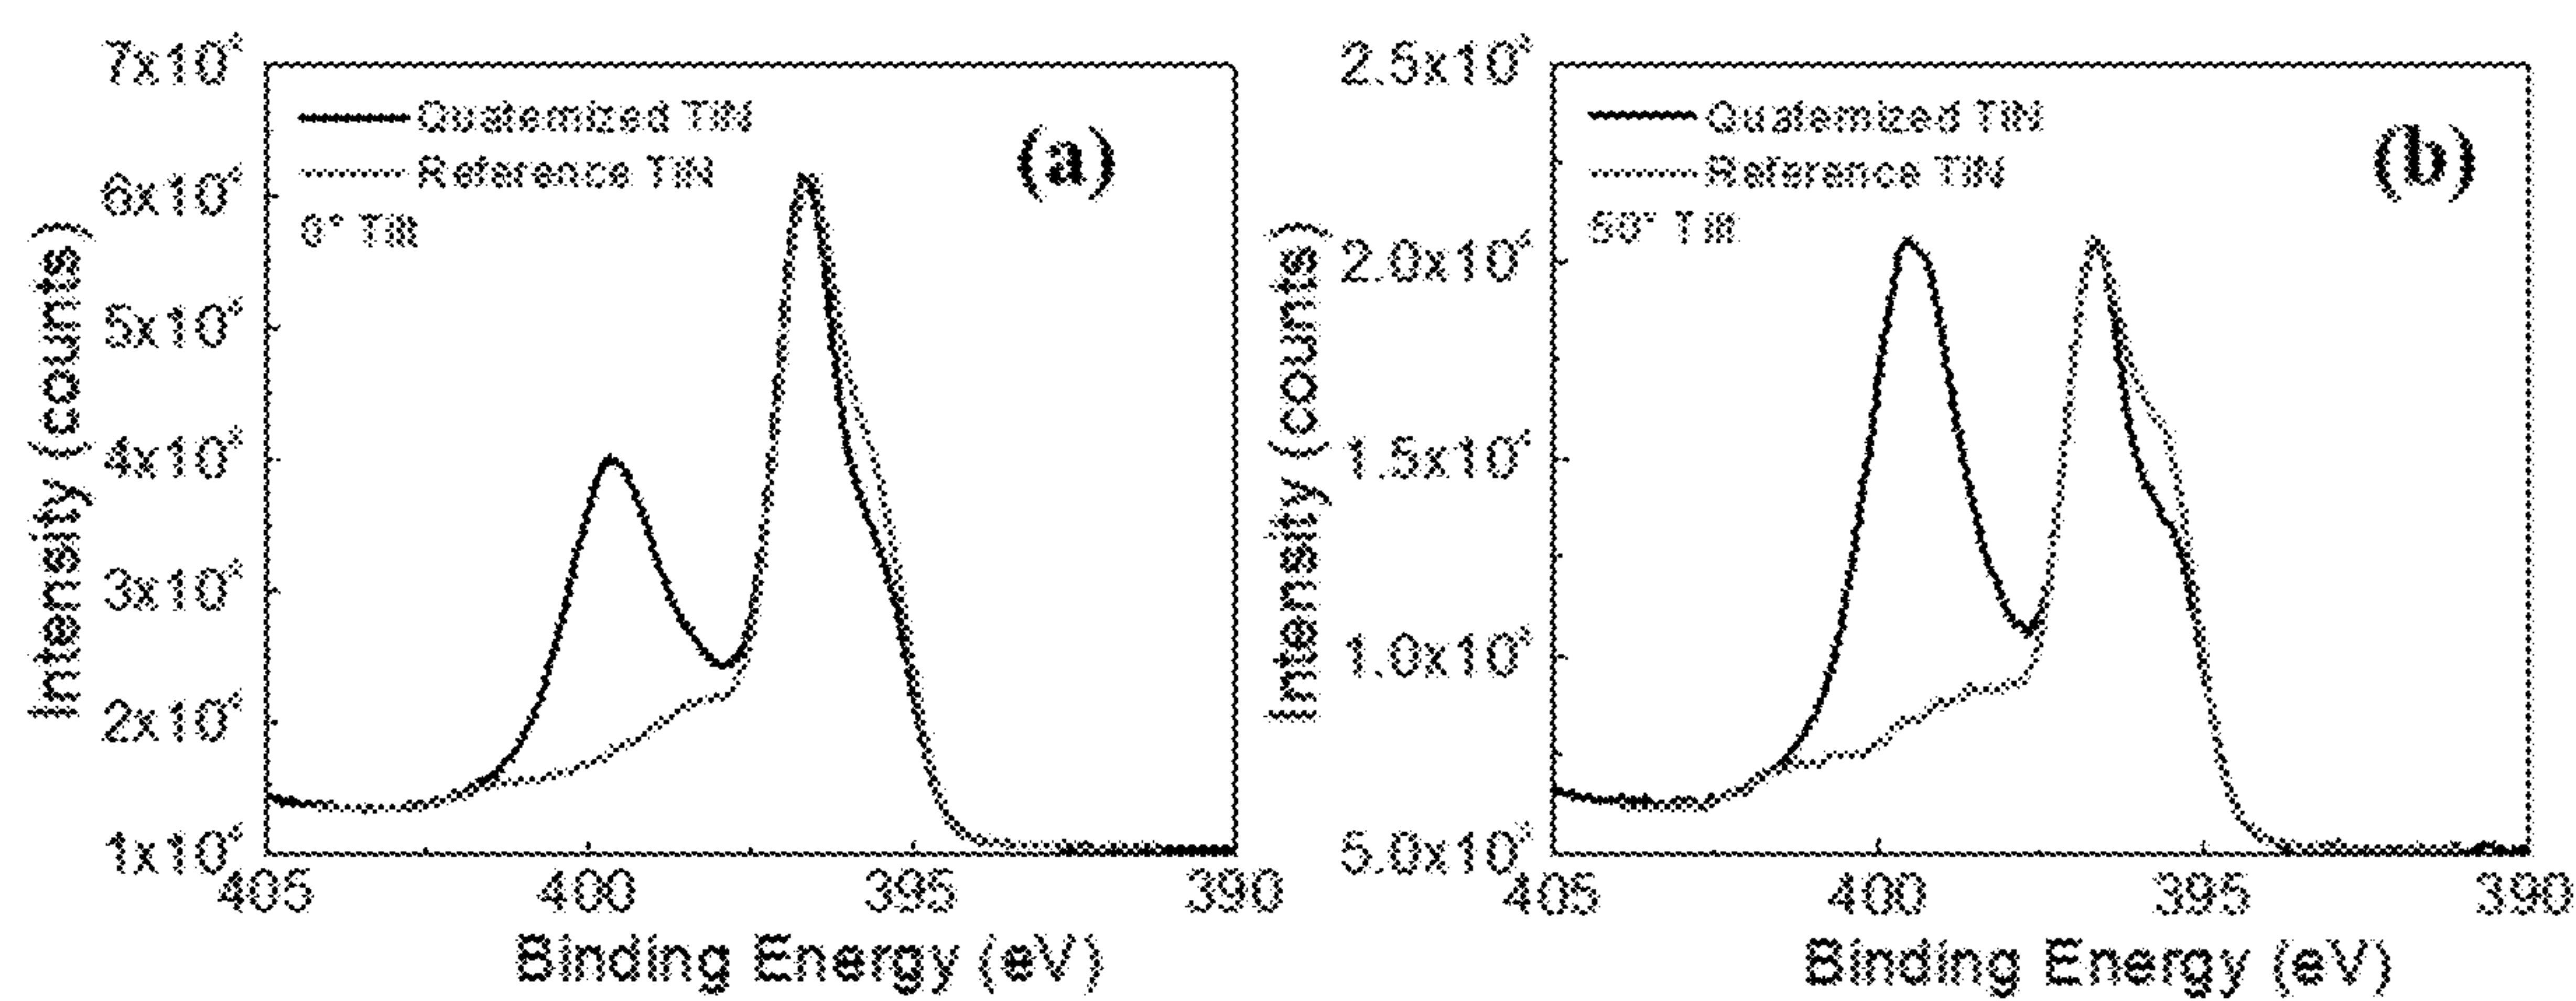 7x10⁴
6x10⁴
5x10⁴
4x10⁴
3x10⁴
2x10⁴
1x10⁴
Intensity (counts)
Quaternized TiN
Reference TiN
0° Tilt
(a)
405 400 395 390
Binding Energy (eV)
2.5x10⁴
2.0x10⁴
1.5x10⁴
1.0x10⁴
5.0x10³
Intensity (counts)
Quaternized TiN
Reference TiN
Tilt
(b)
405 400 395 390
Binding Energy (eV)